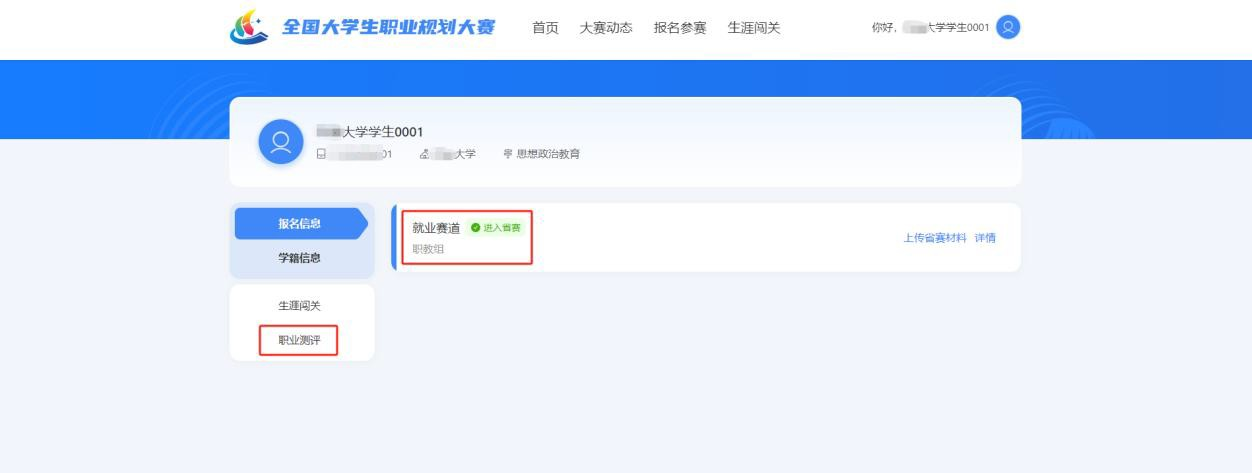 全国大学生职业规划大赛 首页 大赛动态 报名参赛 生涯闯关 你好, 大学学生0001
大学学生0001
01 大学 思想政治教育
报名信息
学籍信息
生涯闯关
职业测评
就业赛道 进入省赛
职教组
上传省赛材料 详情